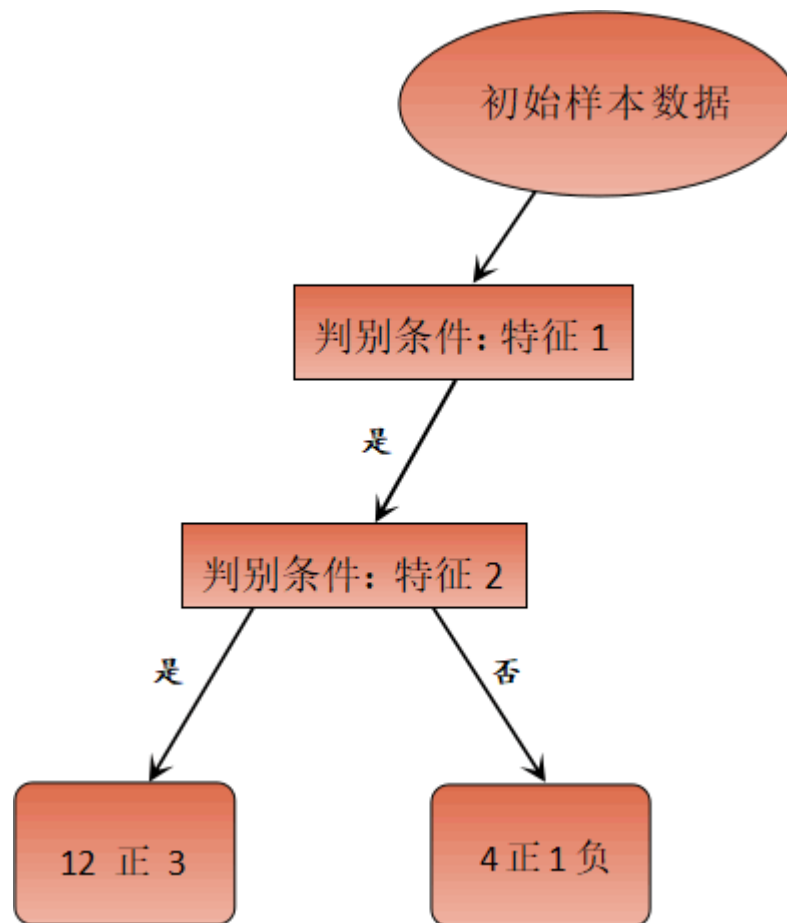 初始样本数据
判别条件：特征 1
是
判别条件：特征 2
是
否
12 正 3
4 正 1 负